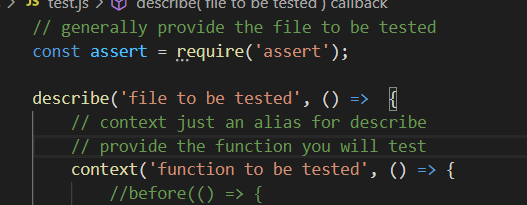 > JS test.js > describe('file to be tested') callback
// generally provide the file to be tested
const assert = require('assert');
describe('file to be tested', () => {
// context just an alias for describe
// provide the function you will test
context('function to be tested', () => {
//before(() => {